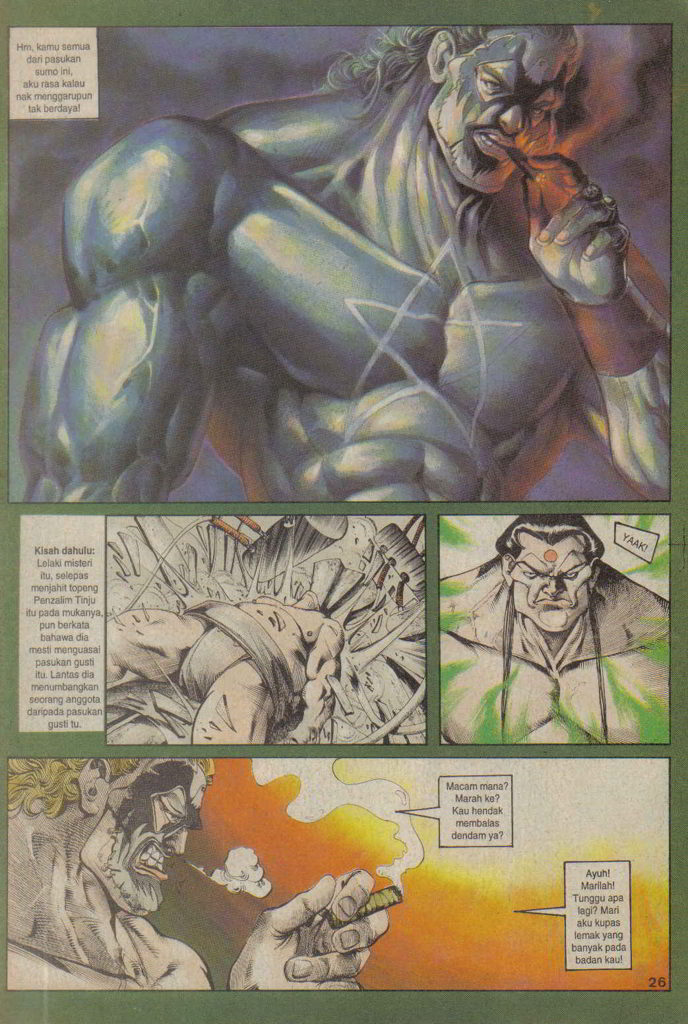 Hm, kamu semua
dari pasukan
sumo ini,
aku rasa kalau
nak menggarupun
tak berdaya!
Kisah dahulu:
Lelaki misteri
itu, selepas
menjahit topeng
Penzalim Tinju
itu pada mukanya,
pun berkata
bahawa dia
mesti menguasai
pasukan gusti
itu. Lantas dia
menumbangkan
seorang anggota
daripada pasukan
gusti tu.
YAAK!
Macam mana?
Marah ke?
Kau hendak
membalas
dendam ya?
Ayuh!
Marilah!
Tunggu apa
lagi? Mari
aku kupas
lemak yang
banyak pada
badan kau!
26